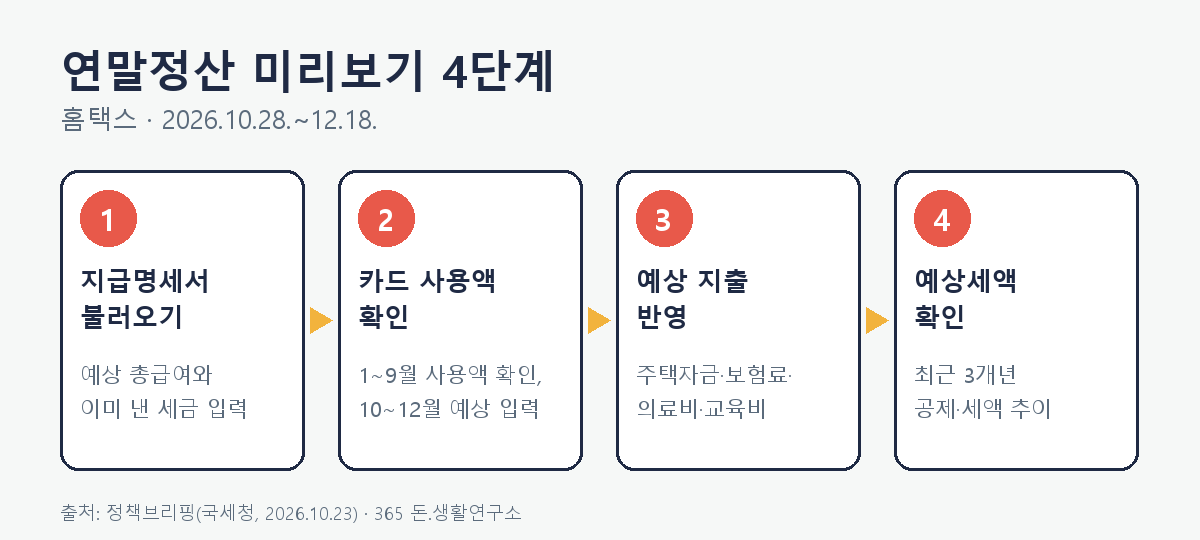 연말정산 미리보기 4단계
홈택스 · 2026.10.28.~12.18.
1
지급명세서
불러오기
예상 총급여와
이미 낸 세금 입력
2
카드 사용액
확인
1~9월 사용액 확인,
10~12월 예상 입력
3
예상 지출
반영
주택자금·보험료·
의료비·교육비
4
예상세액
확인
최근 3개년
공제·세액 추이
출처: 정책브리핑(국세청, 2026.10.23) · 365 돈.생활연구소